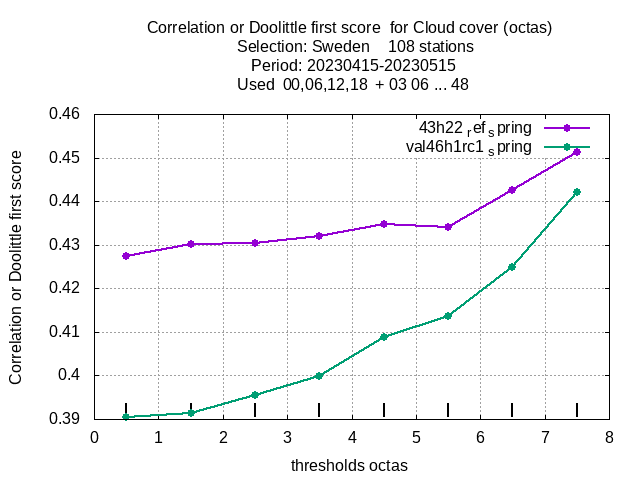 Correlation or Doolittle first score  for Cloud cover (octas)
Selection: Sweden    108 stations
Period: 20230415-20230515
Used  00,06,12,18  + 03 06 ... 48
43h22 ref spring
val46h1rc1 spring
Correlation or Doolittle first score
0.46
0.45
0.44
0.43
0.42
0.41
0.4
0.39
0 1 2 3 4 5 6 7 8
thresholds octas